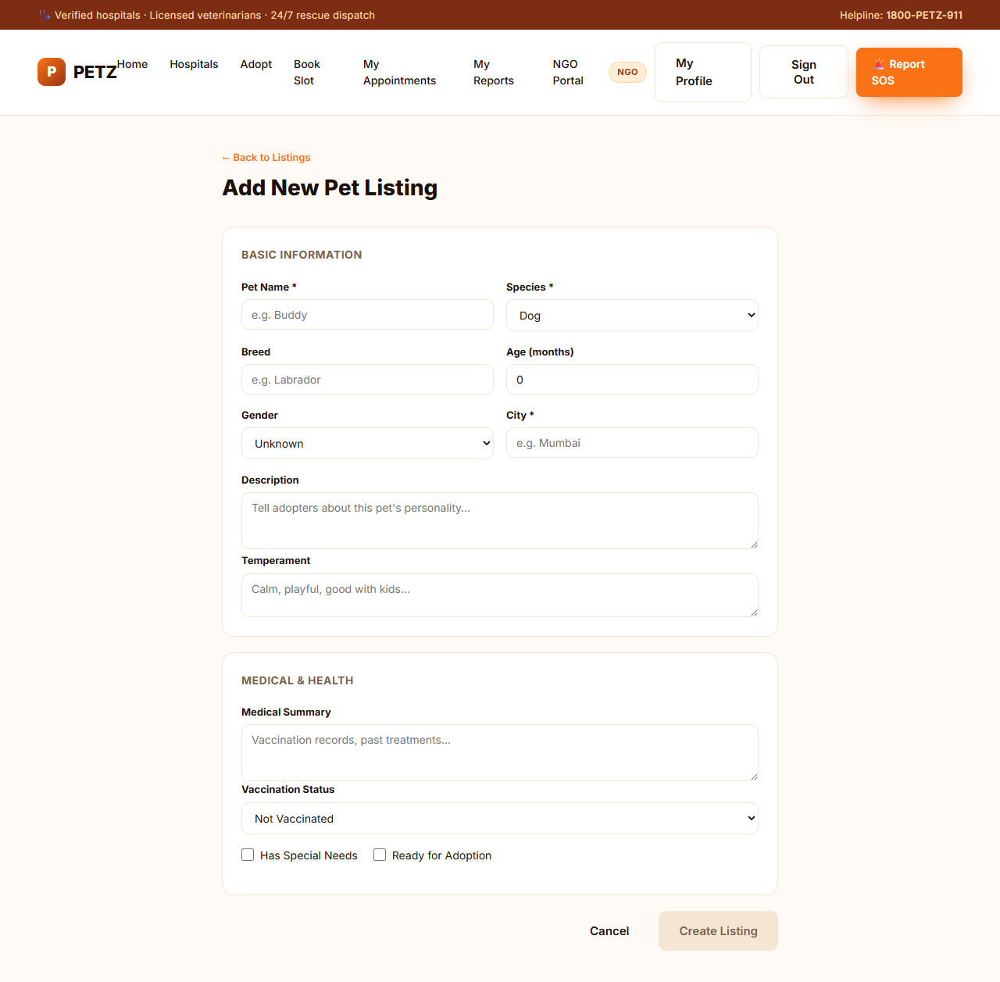 Verified hospitals · Licensed veterinarians · 24/7 rescue dispatch
Helpline: 1800-PETZ-911
P PETZ
Home
Hospitals
Adopt
Book
Slot
My
Appointments
My
Reports
NGO
Portal
NGO
My
Profile
Sign
Out
Report
SOS
← Back to Listings
Add New Pet Listing
BASIC INFORMATION
Pet Name *
Species *
e.g. Buddy
Dog
Breed
Age (months)
e.g. Labrador
0
Gender
City *
Unknown
e.g. Mumbai
Description
Tell adopters about this pet's personality...
Temperament
Calm, playful, good with kids...
MEDICAL & HEALTH
Medical Summary
Vaccination records, past treatments...
Vaccination Status
Not Vaccinated
Has Special Needs
Ready for Adoption
Cancel
Create Listing